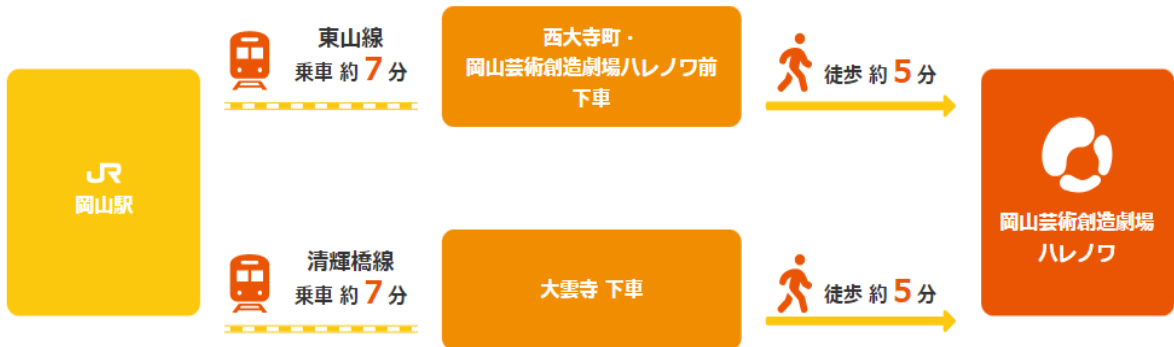 JR
岡山駅
東山線
乗車 約 7 分
西大寺町・
岡山芸術創造劇場ハレノワ前
下車
徒歩 約 5 分
清輝橋線
乗車 約 7 分
大雲寺 下車
徒歩 約 5 分
岡山芸術創造劇場
ハレノワ